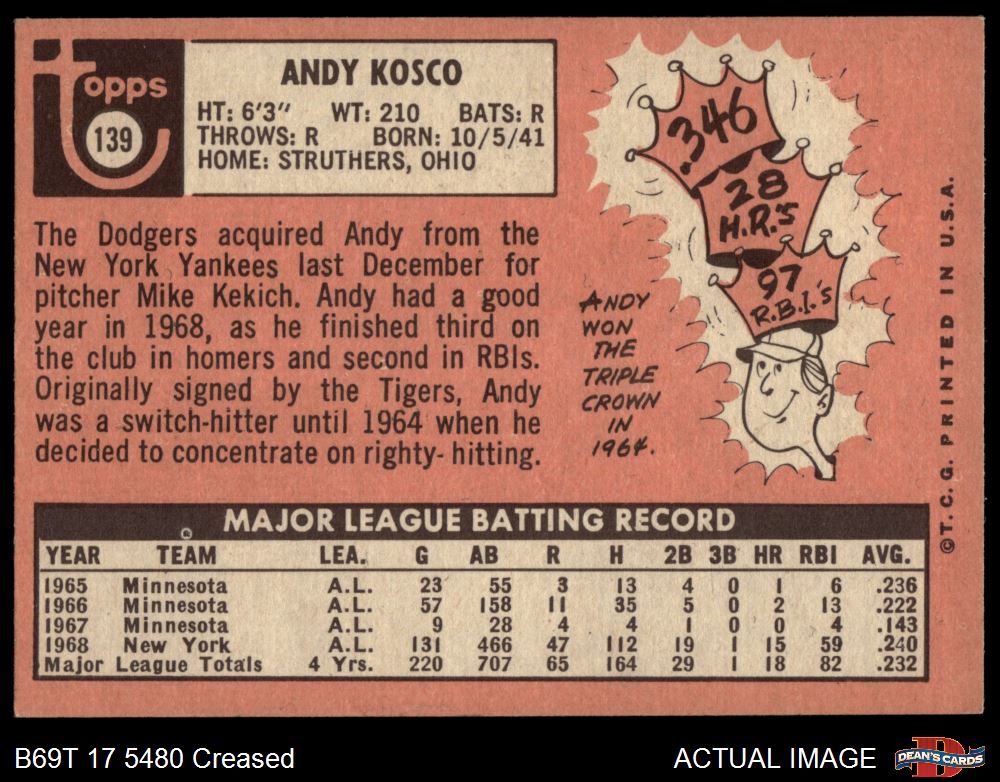 Topps
139
ANDY KOSCO
HT: 6'3" WT: 210 BATS: R
THROWS: R BORN: 10/5/41
HOME: STRUTHERS, OHIO
The Dodgers acquired Andy from the
New York Yankees last December for
pitcher Mike Kekich. Andy had a good
year in 1968, as he finished third on
the club in homers and second in RBIs.
Originally signed by the Tigers, Andy
was a switch-hitter until 1964 when he
decided to concentrate on righty-hitting.
.346
28
H.R.'S
97
R.B.I.'s
ANDY
WON
THE
TRIPLE
CROWN
IN
1964.
©T.C.G. PRINTED IN U.S.A.
MAJOR LEAGUE BATTING RECORD
YEAR TEAM LEA. G AB R H 2B 3B HR RBI AVG.
1965 Minnesota A.L. 23 55 3 13 4 0 1 6 .236
1966 Minnesota A.L. 57 158 11 35 5 0 2 13 .222
1967 Minnesota A.L. 9 28 4 4 1 0 0 4 .143
1968 New York A.L. 131 466 47 112 19 1 15 59 .240
Major League Totals 4 Yrs. 220 707 65 164 29 1 18 82 .232
B69T 17 5480 Creased
ACTUAL IMAGE
D
DEAN'S CARDS